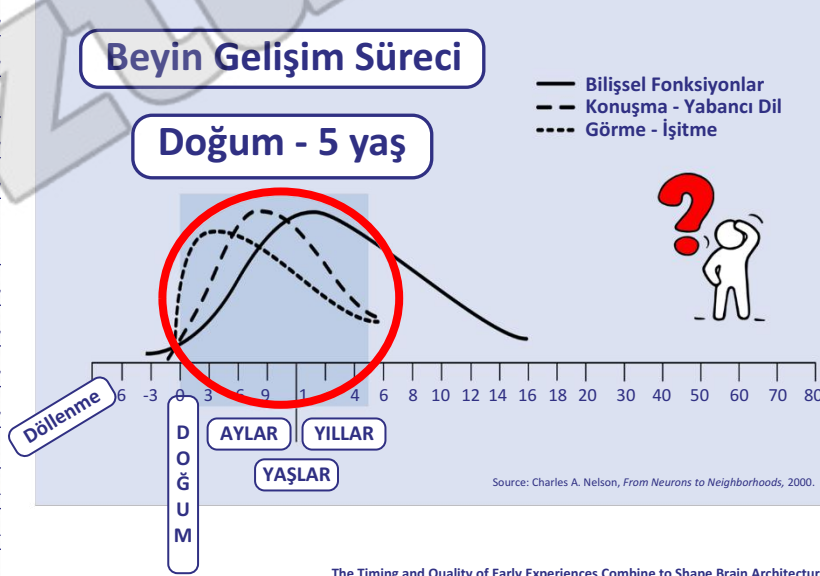 Beyin Gelişim Süreci
Doğum - 5 yaş
Bilişsel Fonksiyonlar
Konuşma - Yabancı Dil
Görme - İşitme
?
-6 -3 0 3 6 9 1 4 6 8 10 12 14 16 18 20 30 40 50 60 70 80
Döllenme
DOĞUM
AYLAR
YILLAR
YAŞLAR
Source: Charles A. Nelson, From Neurons to Neighborhoods, 2000.
The Timing and Quality of Early Experiences Combine to Shape Brain Architectur